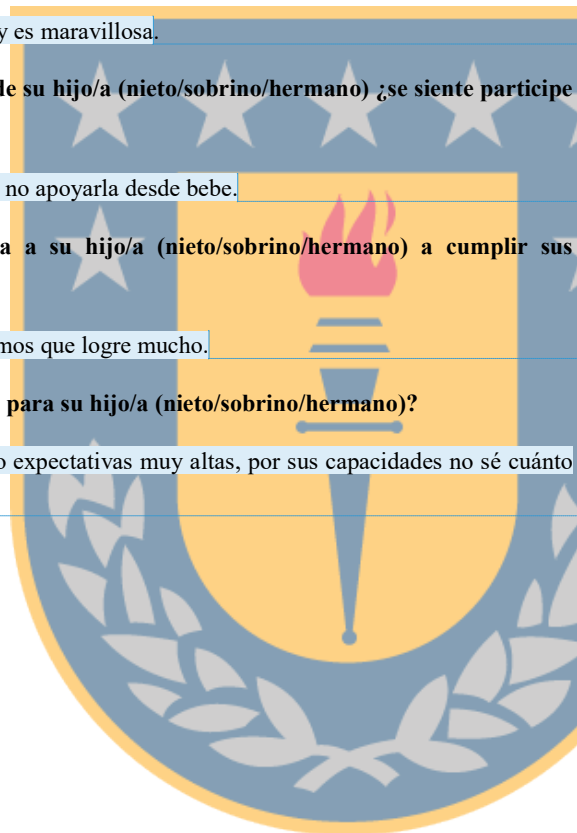 y es maravillosa.
de su hijo/a (nieto/sobrino/hermano) ¿se siente participe
no apoyarla desde bebe.
a a su hijo/a (nieto/sobrino/hermano) a cumplir sus
mos que logre mucho.
para su hijo/a (nieto/sobrino/hermano)?
o expectativas muy altas, por sus capacidades no sé cuánto